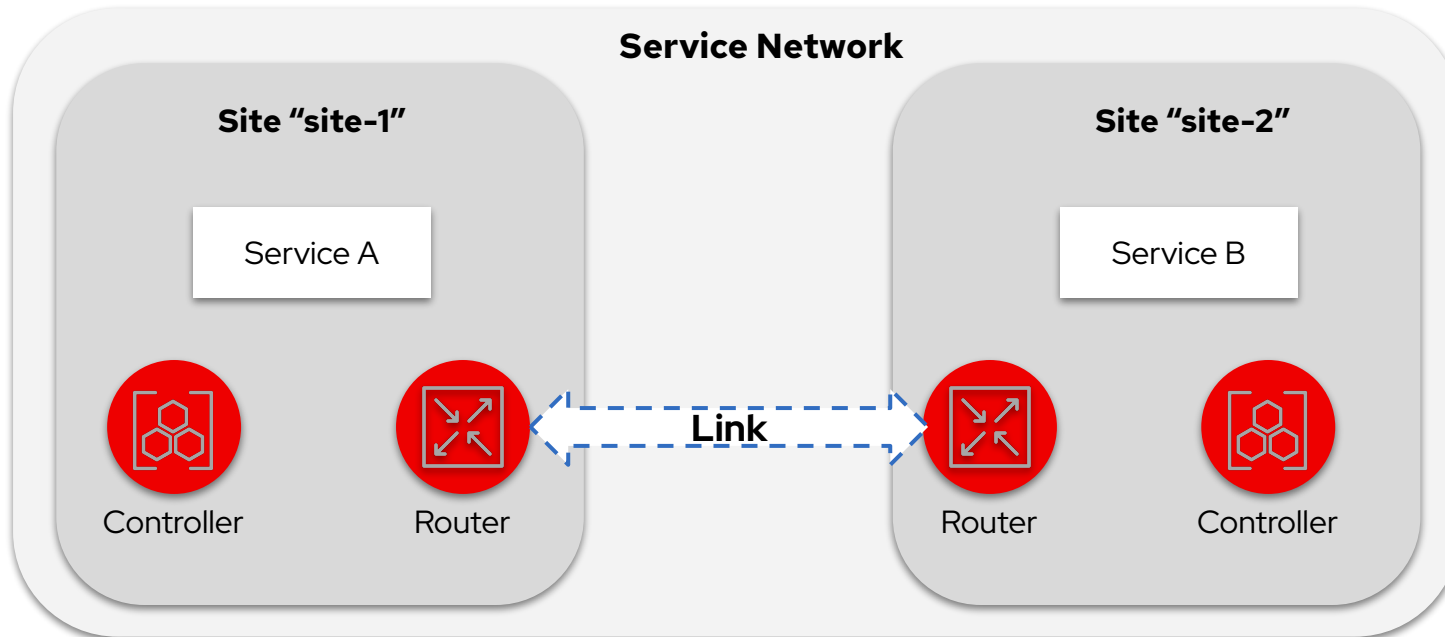 Service Network
Site “site-1”
Site “site-2”
Service A
Service B
Link
Controller
Router
Router
Controller